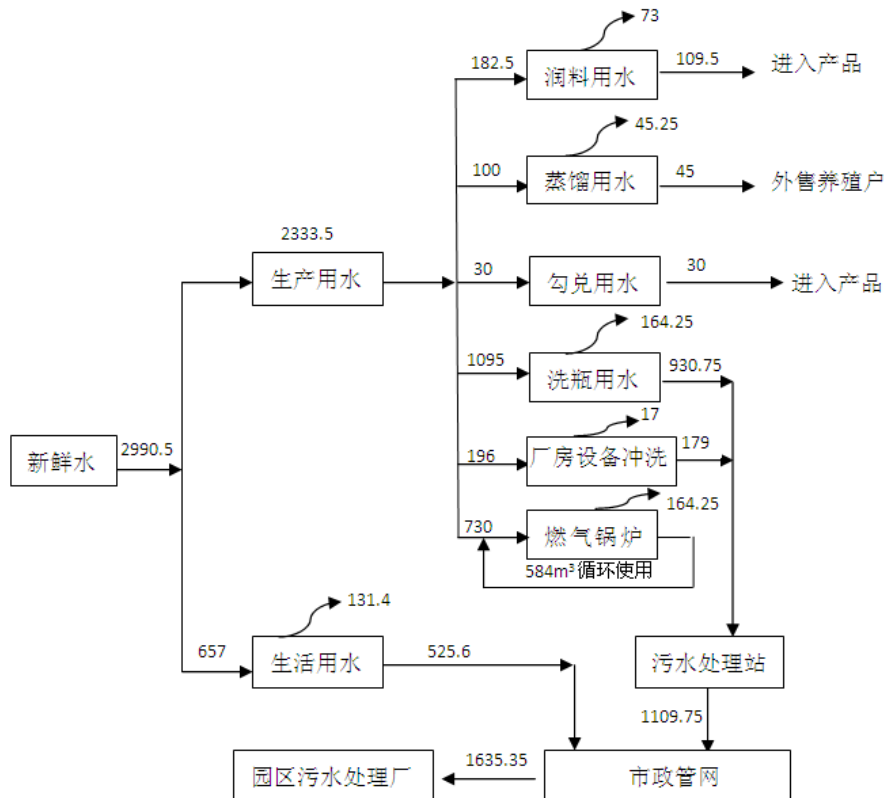 73
182.5
润料用水
109.5
进入产品
45.25
100
蒸馏用水
45
外售养殖户
2333.5
生产用水
30
勾兑用水
30
进入产品
164.25
1095
洗瓶用水
930.75
17
新鲜水
2990.5
196
厂房设备冲洗
179
164.25
730
燃气锅炉
584m³循环使用
131.4
657
生活用水
525.6
污水处理站
1109.75
园区污水处理厂
1635.35
市政管网